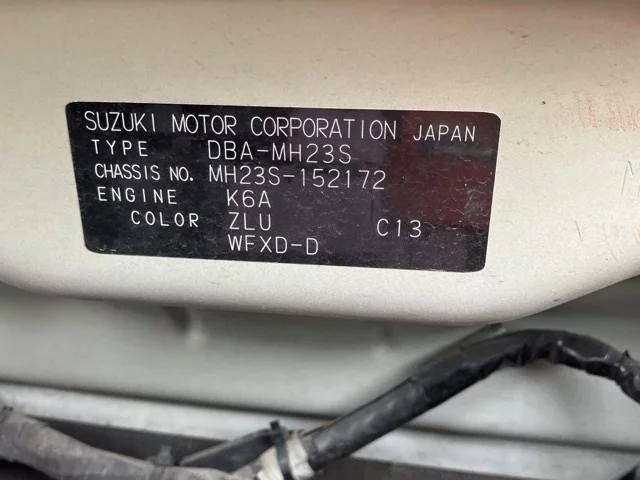 SUZUKI MOTOR CORPORATION JAPAN
TYPE DBA-MH23S
CHASSIS NO. MH23S-152172
ENGINE K6A
COLOR ZLU C13
WFXD-D